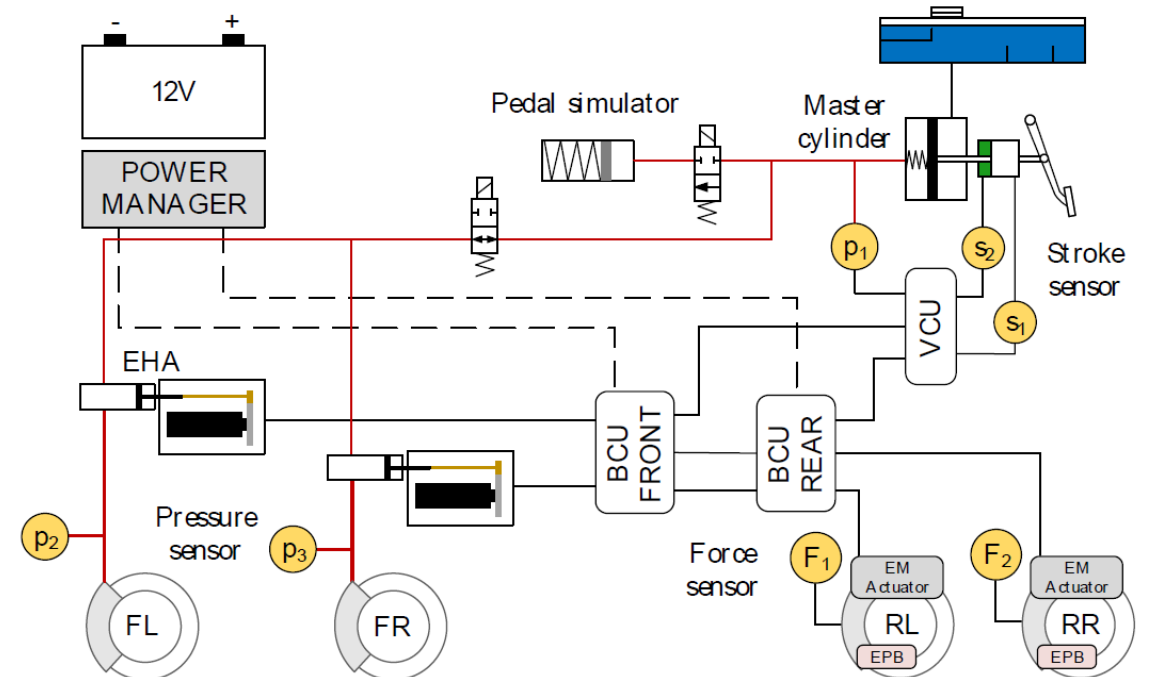 - +
12V
POWER
MANAGER
Pedal simulator
Master
cylinder
p1
s2
Stroke
sensor
s1
VCU
EHA
BCU
FRONT
BCU
REAR
Pressure
sensor
p2
p3
Force
sensor
F1
F2
EM
Actuator
EM
Actuator
FL
FR
RL
RR
EPB
EPB